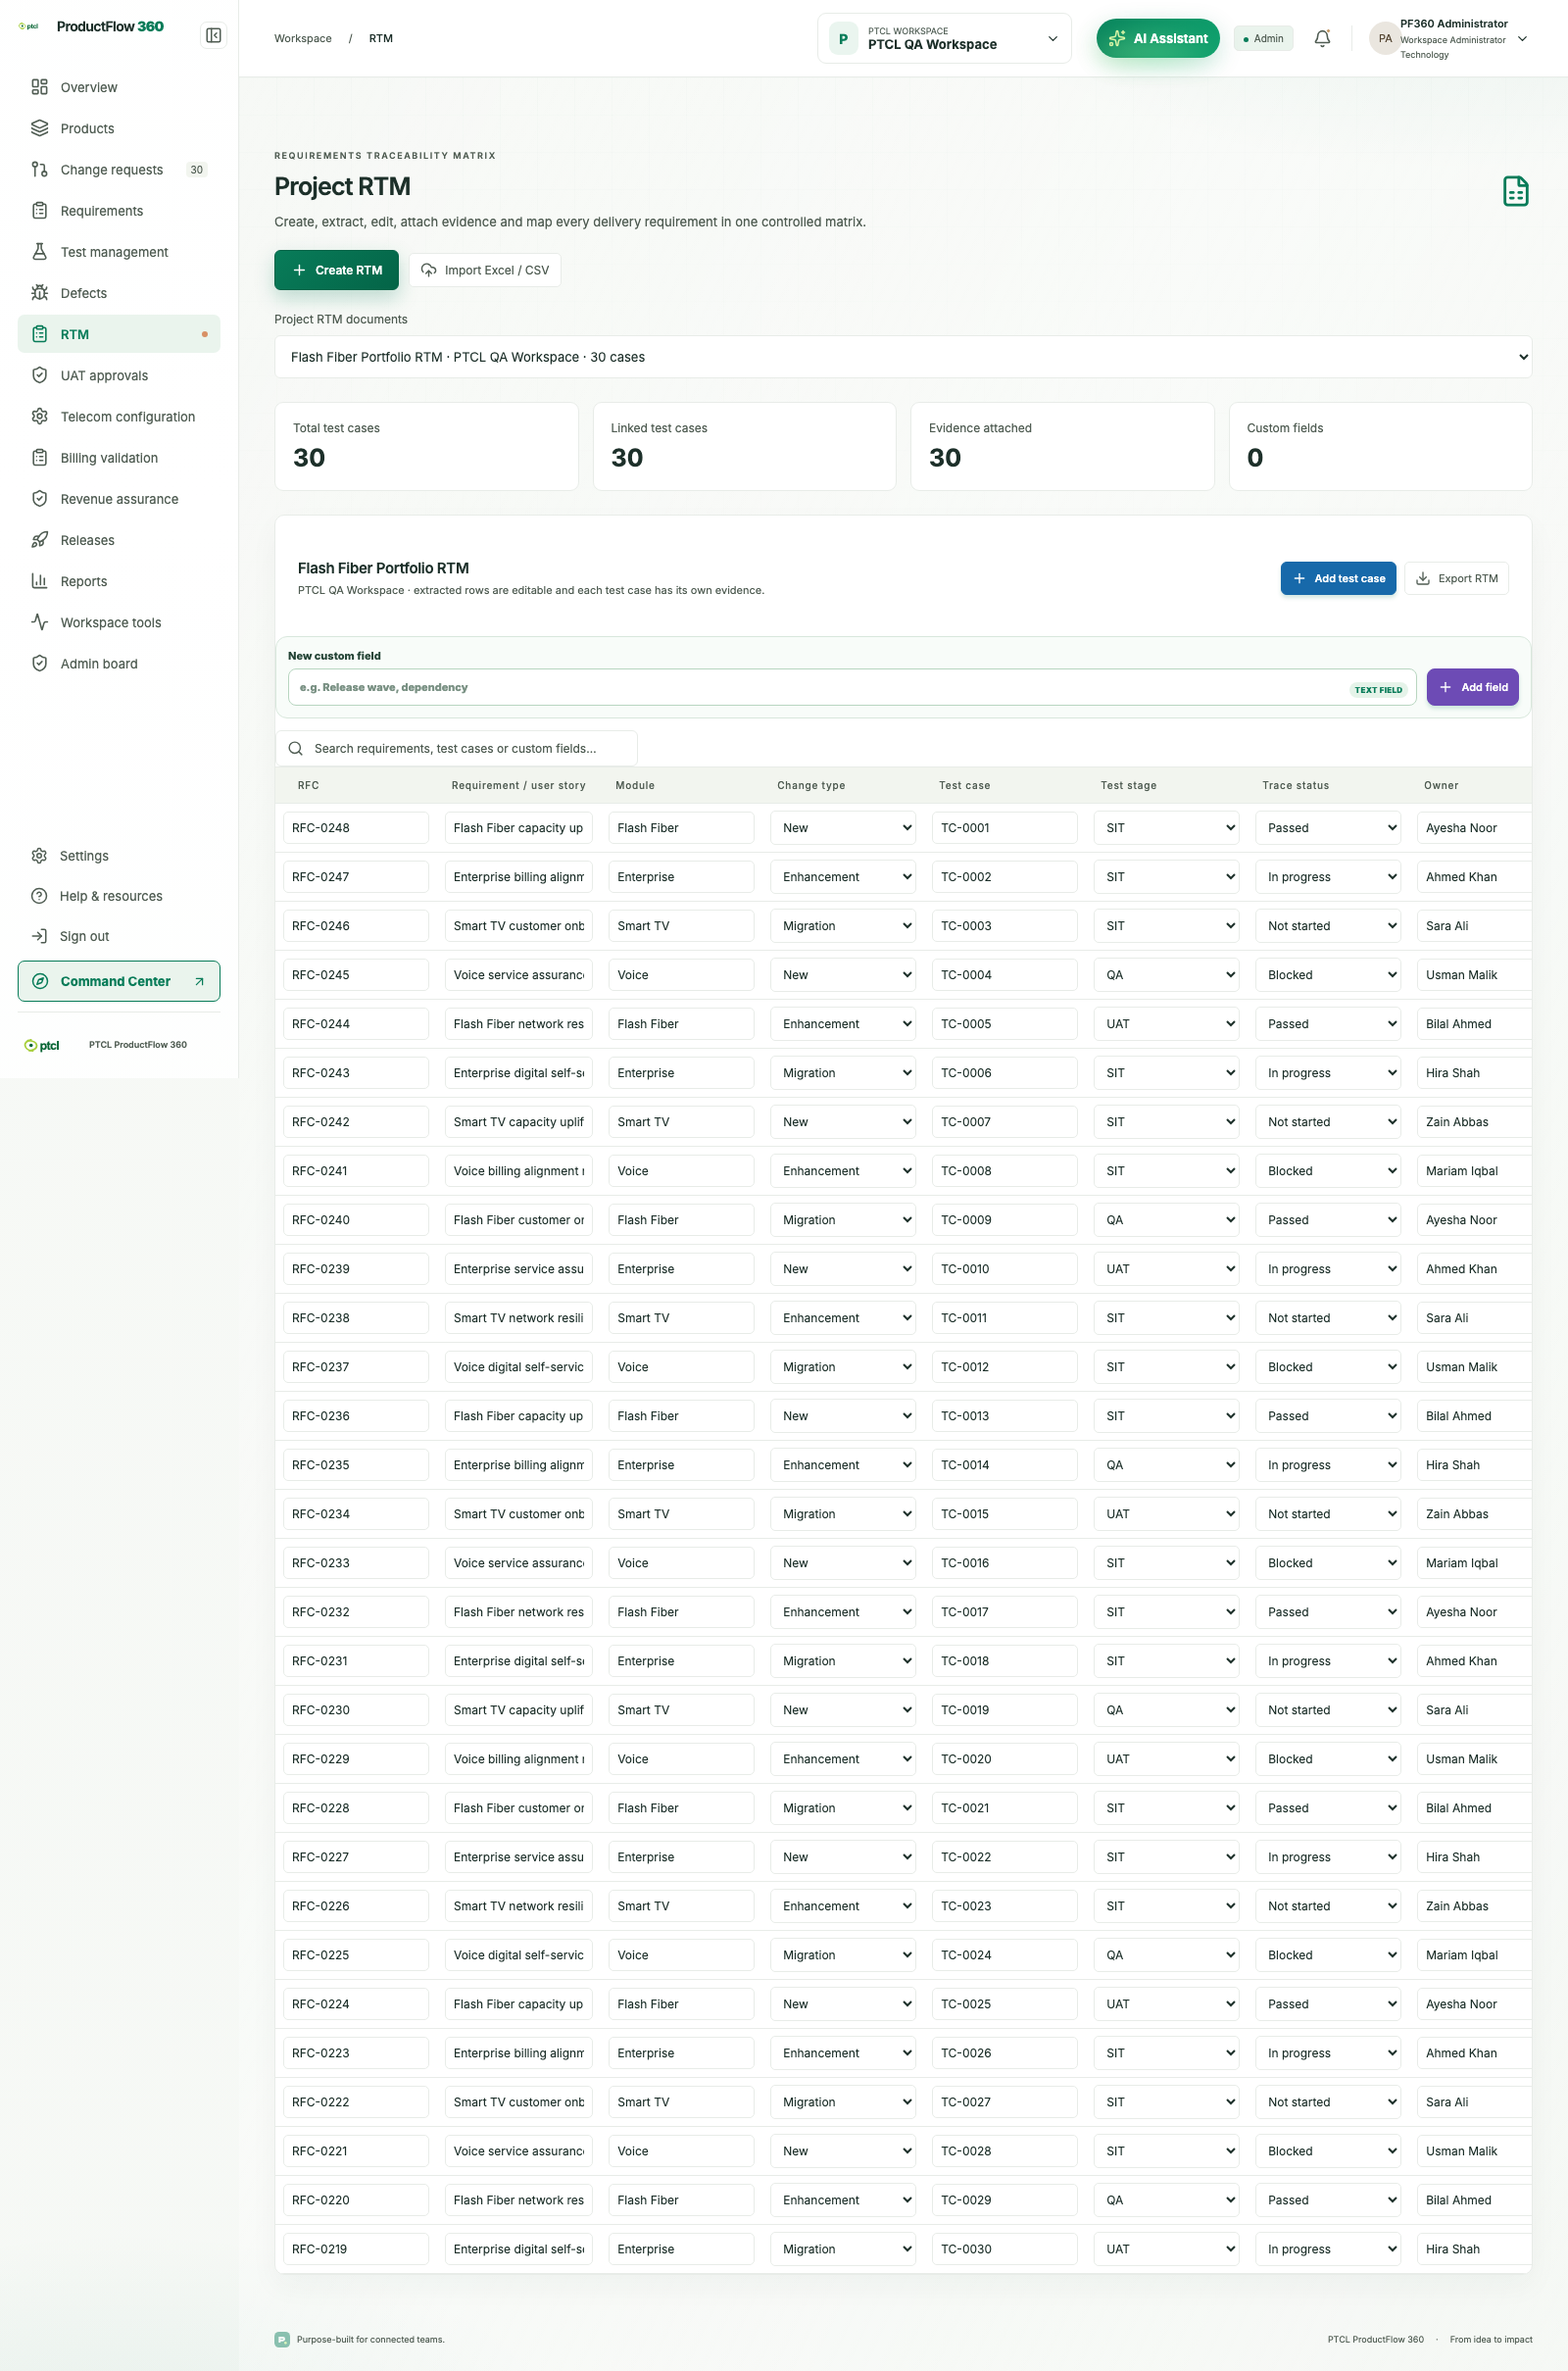 ptcl ProductFlow 360
Overview
Products
Change requests 30
Requirements
Test management
Defects
RTM
UAT approvals
Telecom configuration
Billing validation
Revenue assurance
Releases
Reports
Workspace tools
Admin board
Settings
Help & resources
Sign out
Command Center
ptcl PTCL ProductFlow 360
Workspace / RTM
P PTCL WORKSPACE
PTCL QA Workspace
AI Assistant
Admin
PA PF360 Administrator
Workspace Administrator
Technology
REQUIREMENTS TRACEABILITY MATRIX
Project RTM
Create, extract, edit, attach evidence and map every delivery requirement in one controlled matrix.
+ Create RTM Import Excel / CSV
Project RTM documents
Flash Fiber Portfolio RTM · PTCL QA Workspace · 30 cases
Total test cases Linked test cases Evidence attached Custom fields
30 30 30 0
Flash Fiber Portfolio RTM
PTCL QA Workspace · extracted rows are editable and each test case has its own evidence.
+ Add test case Export RTM
New custom field
e.g. Release wave, dependency TEXT FIELD + Add field
Search requirements, test cases or custom fields...
RFC Requirement / user story Module Change type Test case Test stage Trace status Owner
RFC-0248 Flash Fiber capacity up Flash Fiber New TC-0001 SIT Passed Ayesha Noor
RFC-0247 Enterprise billing alignm Enterprise Enhancement TC-0002 SIT In progress Ahmed Khan
RFC-0246 Smart TV customer onb Smart TV Migration TC-0003 SIT Not started Sara Ali
RFC-0245 Voice service assuranc Voice New TC-0004 QA Blocked Usman Malik
RFC-0244 Flash Fiber network res Flash Fiber Enhancement TC-0005 UAT Passed Bilal Ahmed
RFC-0243 Enterprise digital self-s Enterprise Migration TC-0006 SIT In progress Hira Shah
RFC-0242 Smart TV capacity uplif Smart TV New TC-0007 SIT Not started Zain Abbas
RFC-0241 Voice billing alignment Voice Enhancement TC-0008 SIT Blocked Mariam Iqbal
RFC-0240 Flash Fiber customer or Flash Fiber Migration TC-0009 QA Passed Ayesha Noor
RFC-0239 Enterprise service assu Enterprise New TC-0010 UAT In progress Ahmed Khan
RFC-0238 Smart TV network resili Smart TV Enhancement TC-0011 SIT Not started Sara Ali
RFC-0237 Voice digital self-servic Voice Migration TC-0012 SIT Blocked Usman Malik
RFC-0236 Flash Fiber capacity up Flash Fiber New TC-0013 SIT Passed Bilal Ahmed
RFC-0235 Enterprise billing alignm Enterprise Enhancement TC-0014 QA In progress Hira Shah
RFC-0234 Smart TV customer onb Smart TV Migration TC-0015 UAT Not started Zain Abbas
RFC-0233 Voice service assuranc Voice New TC-0016 SIT Blocked Mariam Iqbal
RFC-0232 Flash Fiber network res Flash Fiber Enhancement TC-0017 SIT Passed Ayesha Noor
RFC-0231 Enterprise digital self-s Enterprise Migration TC-0018 SIT In progress Ahmed Khan
RFC-0230 Smart TV capacity uplif Smart TV New TC-0019 QA Not started Sara Ali
RFC-0229 Voice billing alignment Voice Enhancement TC-0020 UAT Blocked Usman Malik
RFC-0228 Flash Fiber customer or Flash Fiber Migration TC-0021 SIT Passed Bilal Ahmed
RFC-0227 Enterprise service assu Enterprise New TC-0022 SIT In progress Hira Shah
RFC-0226 Smart TV network resili Smart TV Enhancement TC-0023 SIT Not started Zain Abbas
RFC-0225 Voice digital self-servic Voice Migration TC-0024 QA Blocked Mariam Iqbal
RFC-0224 Flash Fiber capacity up Flash Fiber New TC-0025 UAT Passed Ayesha Noor
RFC-0223 Enterprise billing alignm Enterprise Enhancement TC-0026 SIT In progress Ahmed Khan
RFC-0222 Smart TV customer onb Smart TV Migration TC-0027 SIT Not started Sara Ali
RFC-0221 Voice service assuranc Voice New TC-0028 SIT Blocked Usman Malik
RFC-0220 Flash Fiber network res Flash Fiber Enhancement TC-0029 QA Passed Bilal Ahmed
RFC-0219 Enterprise digital self-s Enterprise Migration TC-0030 UAT In progress Hira Shah
P. Purpose-built for connected teams.
PTCL ProductFlow 360 · From idea to impact